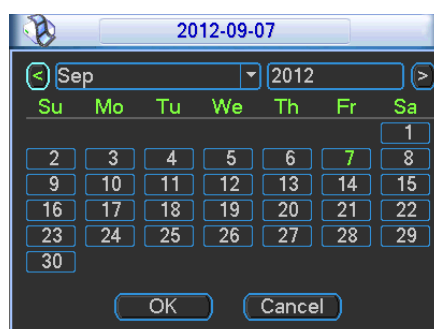 2012-09-07
< Sep 2012 >
Su Mo Tu We Th Fr Sa
1
2 3 4 5 6 7 8
9 10 11 12 13 14 15
16 17 18 19 20 21 22
23 24 25 26 27 28 29
30
OK Cancel